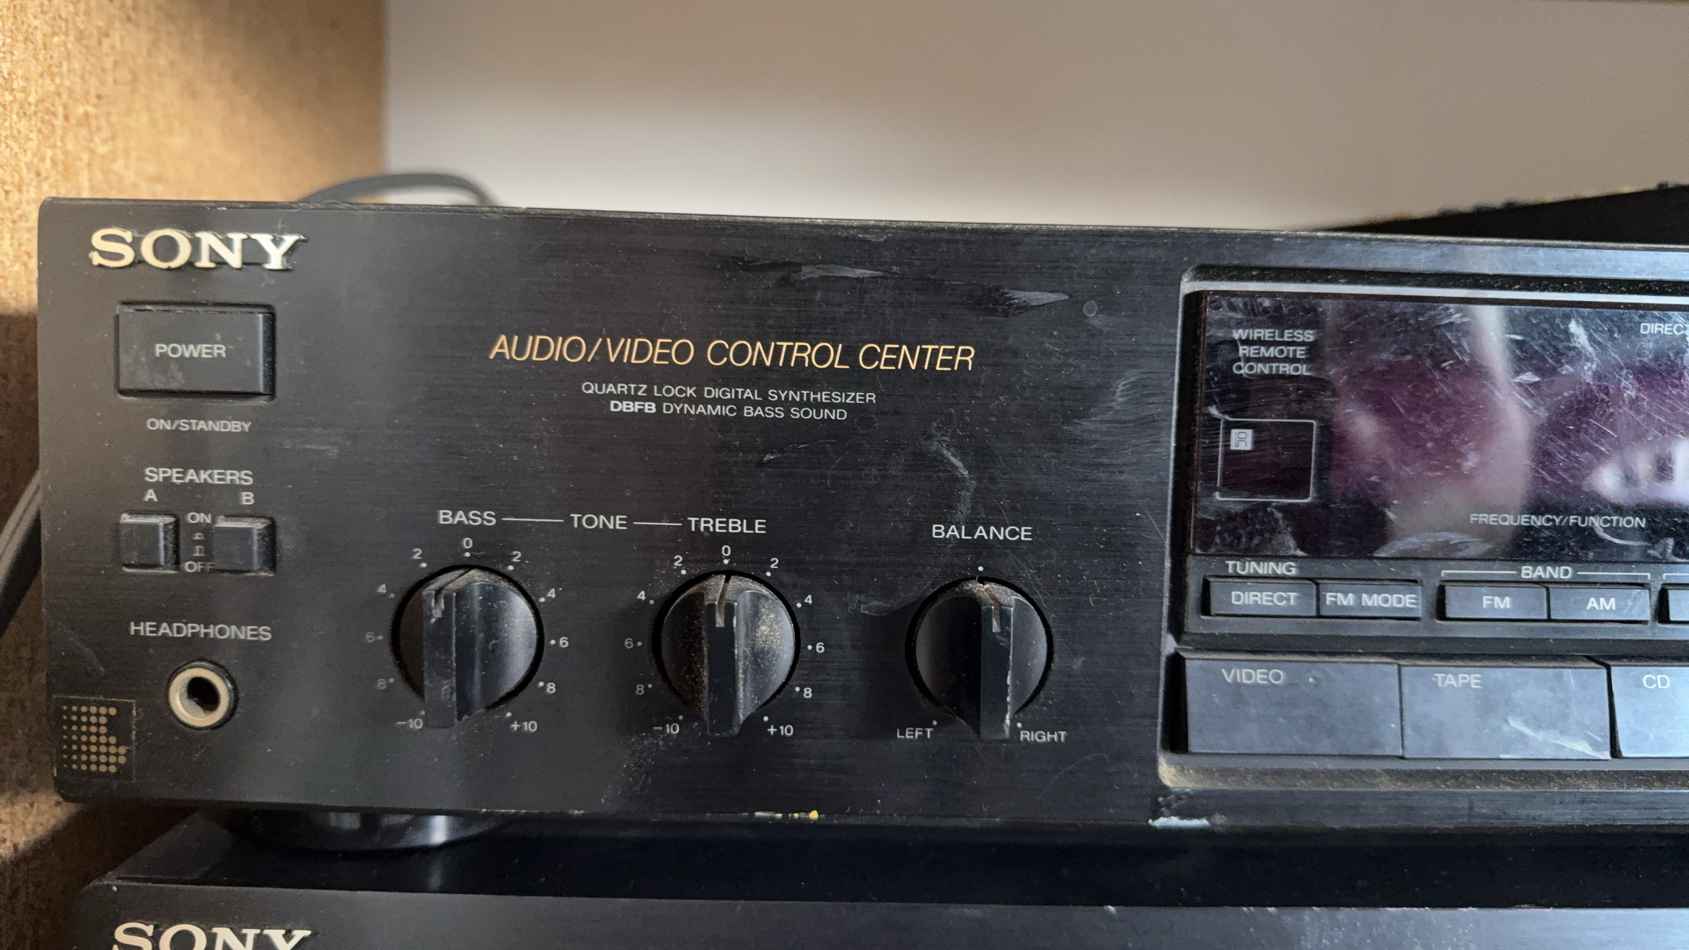 SONY
POWER
ON/STANDBY
SPEAKERS
A B
ON
OFF
HEADPHONES
AUDIO/VIDEO CONTROL CENTER
QUARTZ LOCK DIGITAL SYNTHESIZER
DBFB DYNAMIC BASS SOUND
BASS TONE TREBLE
0
2 2
4 4
6 6
8 8
-10 +10
0
2 2
4 4
6 6
8 8
-10 +10
BALANCE
LEFT RIGHT
WIRELESS
REMOTE
CONTROL
FREQUENCY/FUNCTION
TUNING
DIRECT FM MODE
BAND
FM AM
VIDEO TAPE CD
SONY